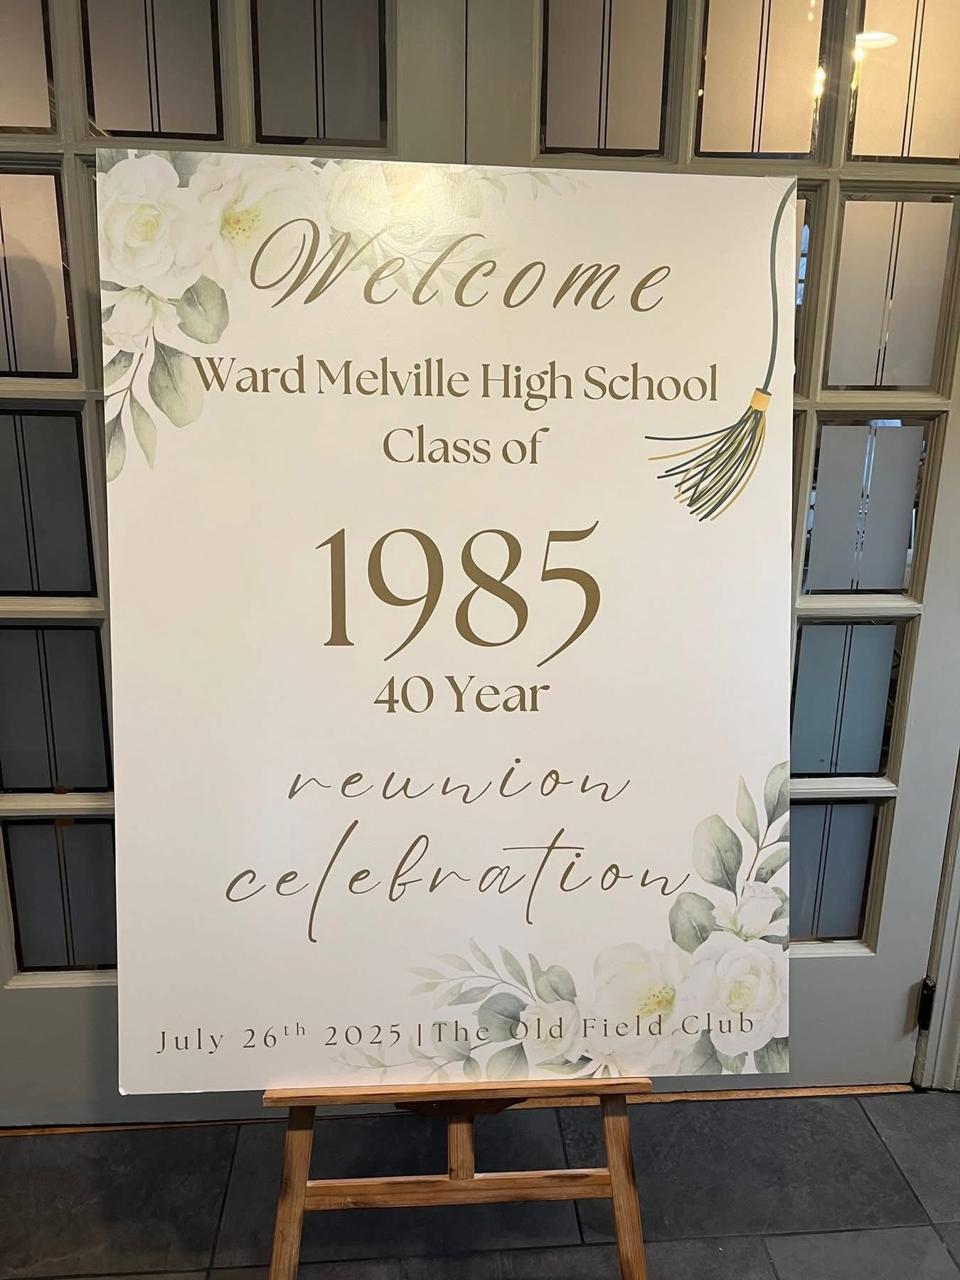 Welcome
Ward Melville High School
Class of
1985
40 Year
reunion
celebration
July 26th 2025 | The Old Field Club